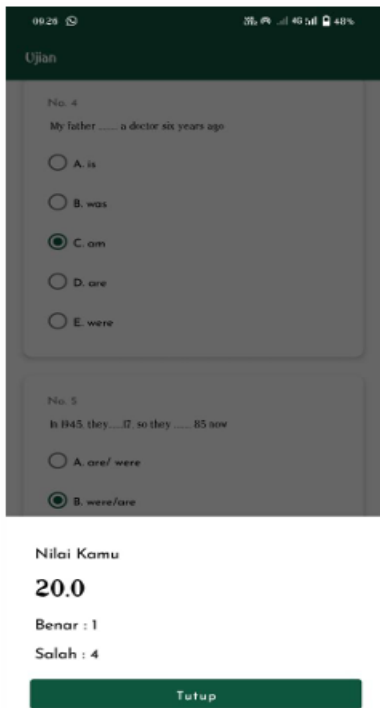 09.26
48%
Ujian
No. 4
My father ...... a doctor six years ago
A. is
B. was
C. am
D. are
E. were
No. 5
In 1945, they.....17, so they ...... 85 now
A. are/ were
B. were/are
Nilai Kamu
20.0
Benar : 1
Salah : 4
Tutup